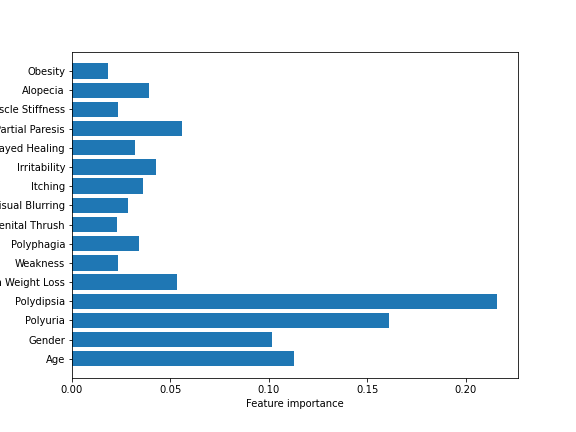 Obesity
Alopecia
scle Stiffness
Partial Paresis
ayed Healing
Irritability
Itching
isual Blurring
enital Thrush
Polyphagia
Weakness
Weight Loss
Polydipsia
Polyuria
Gender
Age
0.00 0.05 0.10 0.15 0.20
Feature importance